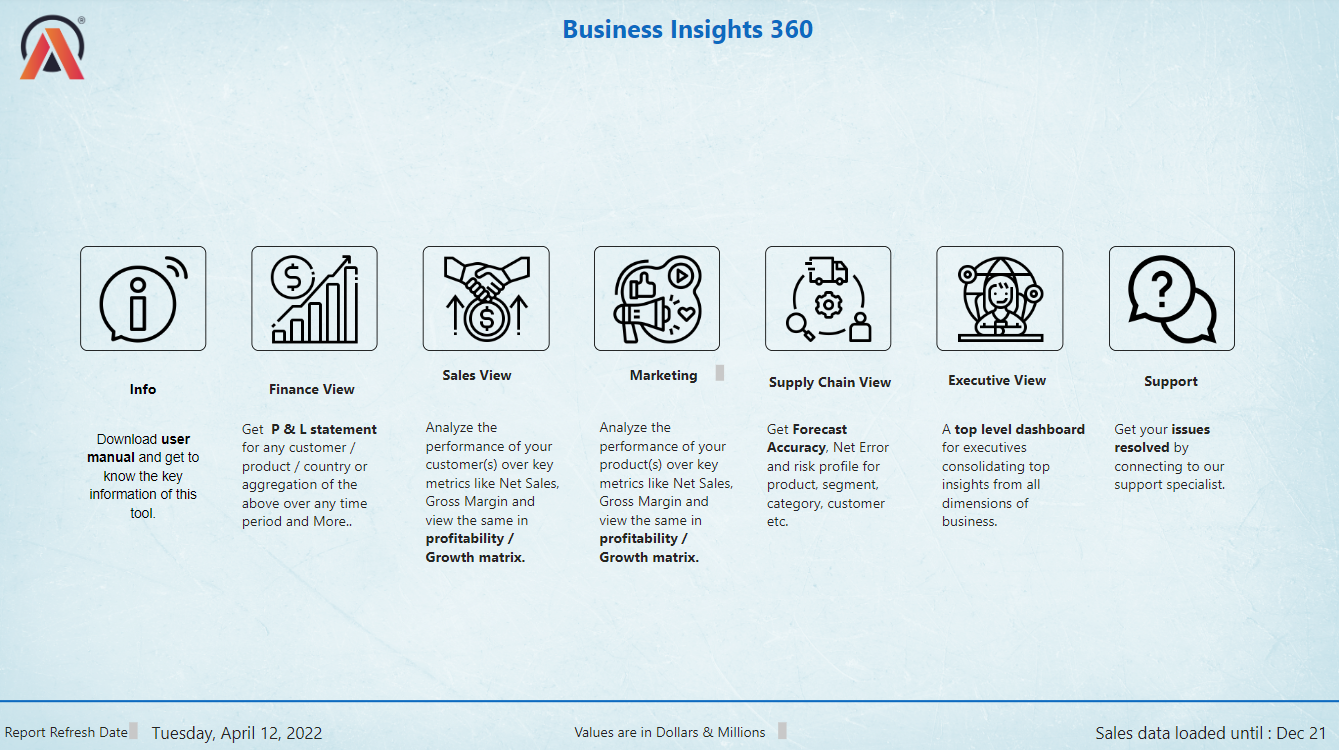 ®
Business Insights 360
Info
Download user
manual and get to
know the key
information of this
tool.
Finance View
Get P & L statement
for any customer /
product / country or
aggregation of the
above over any time
period and More..
Sales View
Analyze the
performance of your
customer(s) over key
metrics like Net Sales,
Gross Margin and
view the same in
profitability /
Growth matrix.
Marketing
Analyze the
performance of your
product(s) over key
metrics like Net Sales,
Gross Margin and
view the same in
profitability /
Growth matrix.
Supply Chain View
Get Forecast
Accuracy, Net Error
and risk profile for
product, segment,
category, customer
etc.
Executive View
A top level dashboard
for executives
consolidating top
insights from all
dimensions of
business.
Support
Get your issues
resolved by
connecting to our
support specialist.
Report Refresh Date Tuesday, April 12, 2022
Values are in Dollars & Millions
Sales data loaded until : Dec 21